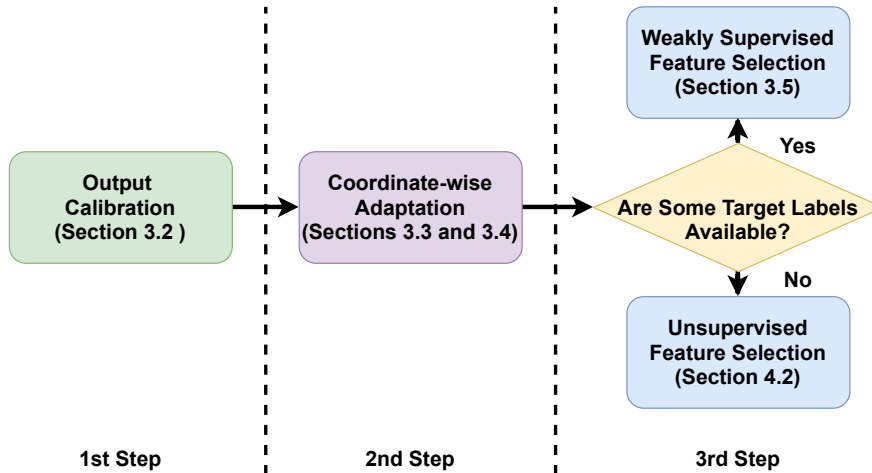 Output
Calibration
(Section 3.2 )
Coordinate-wise
Adaptation
(Sections 3.3 and 3.4)
Weakly Supervised
Feature Selection
(Section 3.5)
Yes
Are Some Target Labels
Available?
No
Unsupervised
Feature Selection
(Section 4.2)
1st Step
2nd Step
3rd Step